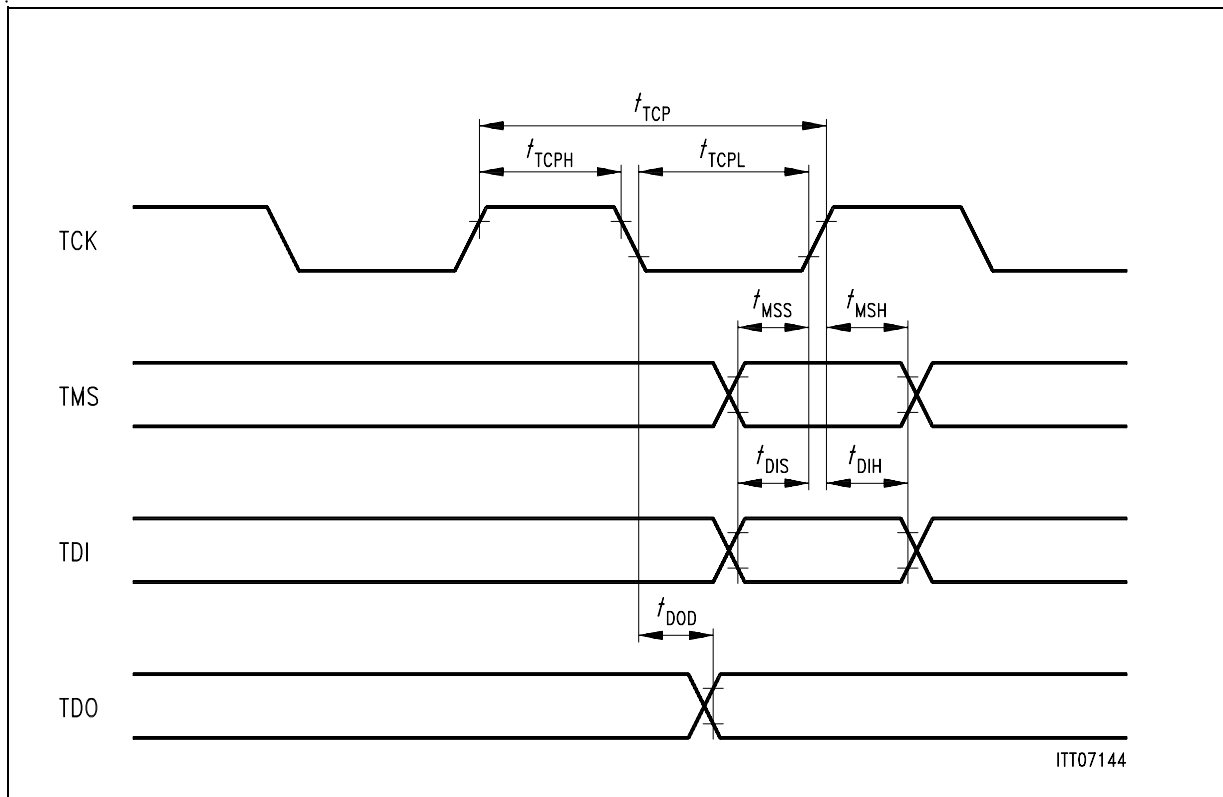 tTCP
tTCPH tTCPL
TCK
tMSS tMSH
TMS
tDIS tDIH
TDI
tDOD
TDO
ITT07144